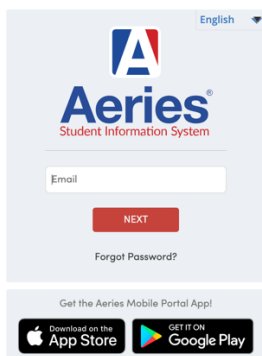 English
Aeries®
Student Information System
Email
NEXT
Forgot Password?
Get the Aeries Mobile Portal App!
Download on the
App Store
GET IT ON
Google Play